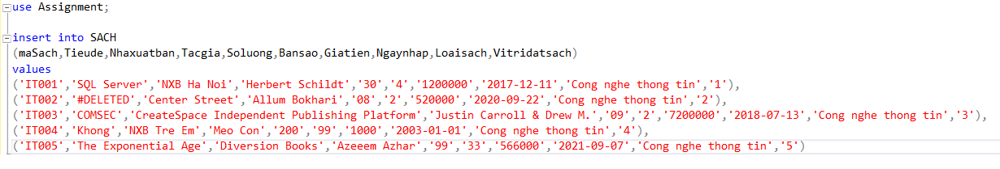 use Assignment;
insert into SACH
(maSach,Tieude,Nhaxuatban,Tacgia,Soluong,Bansao,Giatien,Ngaynhap,Loaisach,Vitridatsach)
values
('IT001','SQL Server','NXB Ha Noi','Herbert Schildt','30','4','1200000','2017-12-11','Cong nghe thong tin','1'),
('IT002','#DELETED','Center Street','Allum Bokhari','08','2','520000','2020-09-22','Cong nghe thong tin','2'),
('IT003','COMSEC','CreateSpace Independent Publishing Platform','Justin Carroll & Drew M.','09','2','7200000','2018-07-13','Cong nghe thong tin','3'),
('IT004','Khong','NXB Tre Em','Meo Con','200','99','1000','2003-01-01','Cong nghe thong tin','4'),
('IT005','The Exponential Age','Diversion Books','Azeeem Azhar','99','33','566000','2021-09-07','Cong nghe thong tin','5')